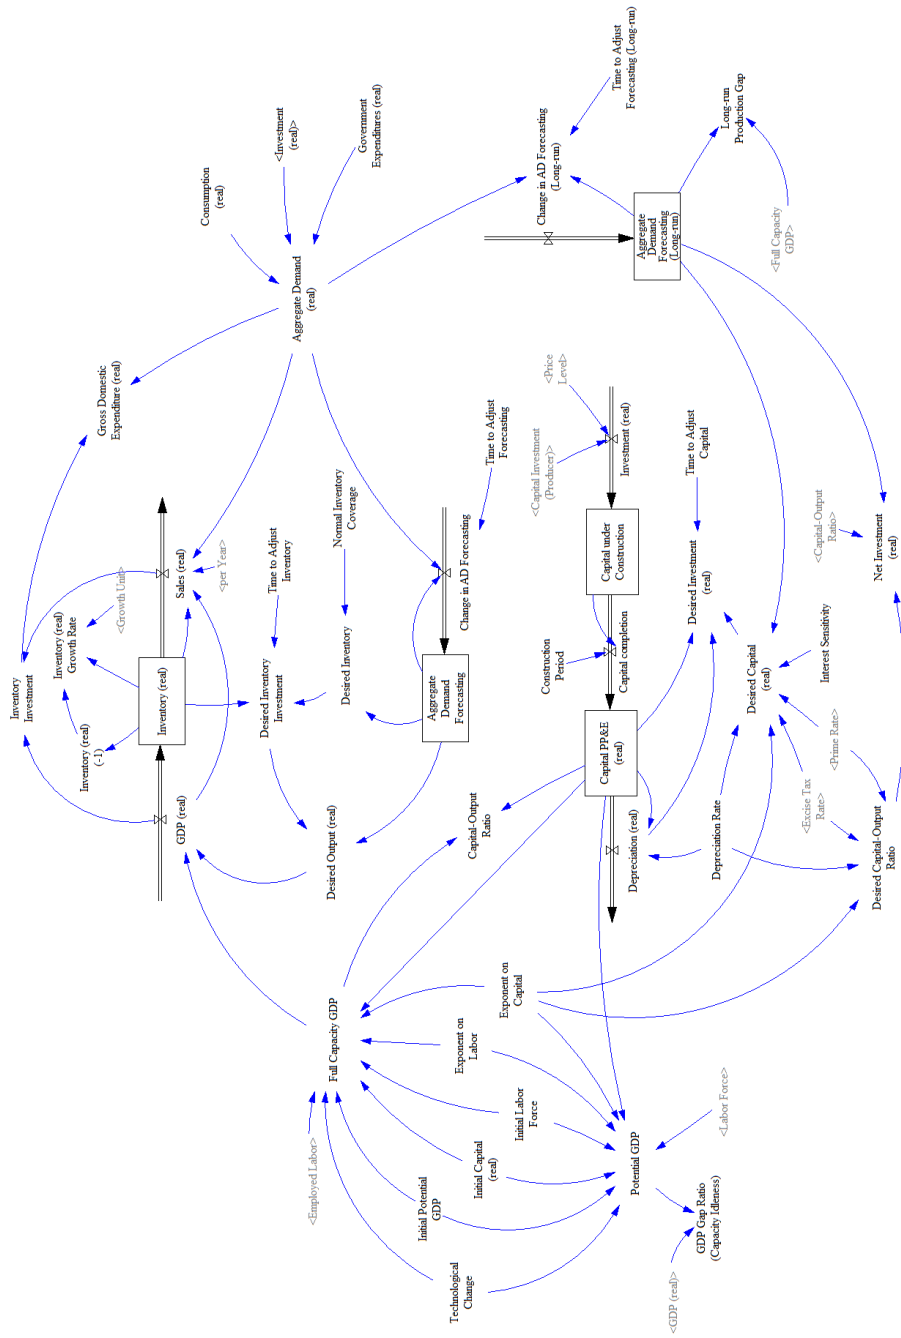 Technological
Change
Initial Potential
GDP
Initial Capital
(real)
Initial Labor
Force
Exponent on
Labor
Exponent on
Capital
<Employed Labor>
Full Capacity GDP
<GDP (real)>
GDP Gap Ratio
(Capacity Idleness)
Potential GDP
<Labor Force>
GDP (real)
Inventory
Investment
Inventory (real)
(-1)
Inventory (real)
Growth Rate
<Growth Unit>
Inventory (real)
Sales (real)
<per Year>
Gross Domestic
Expenditure (real)
Desired Output (real)
Desired Inventory
Investment
Time to Adjust
Inventory
Desired Inventory
Normal Inventory
Coverage
Aggregate
Demand
Forecasting
Change in AD Forecasting
Time to Adjust
Forecasting
Capital-Output
Ratio
Aggregate Demand
(real)
Consumption
(real)
<Investment
(real)>
Government
Expenditures (real)
Depreciation (real)
Capital PP&E
(real)
Construction
Period
Capital completion
Capital under
Construction
Investment (real)
<Capital Investment
(Producer)>
<Price
Level>
Depreciation Rate
Desired Investment
(real)
Time to Adjust
Capital
Desired Capital
(real)
Interest Sensitivity
<Prime Rate>
<Excise Tax
Rate>
Desired Capital-Output
Ratio
<Capital-Output
Ratio>
Net Investment
(real)
Change in AD Forecasting
(Long-run)
Time to Adjust
Forecasting (Long-run)
Aggregate
Demand
Forecasting
(Long-run)
Long-run
Production Gap
<Full Capacity
GDP>